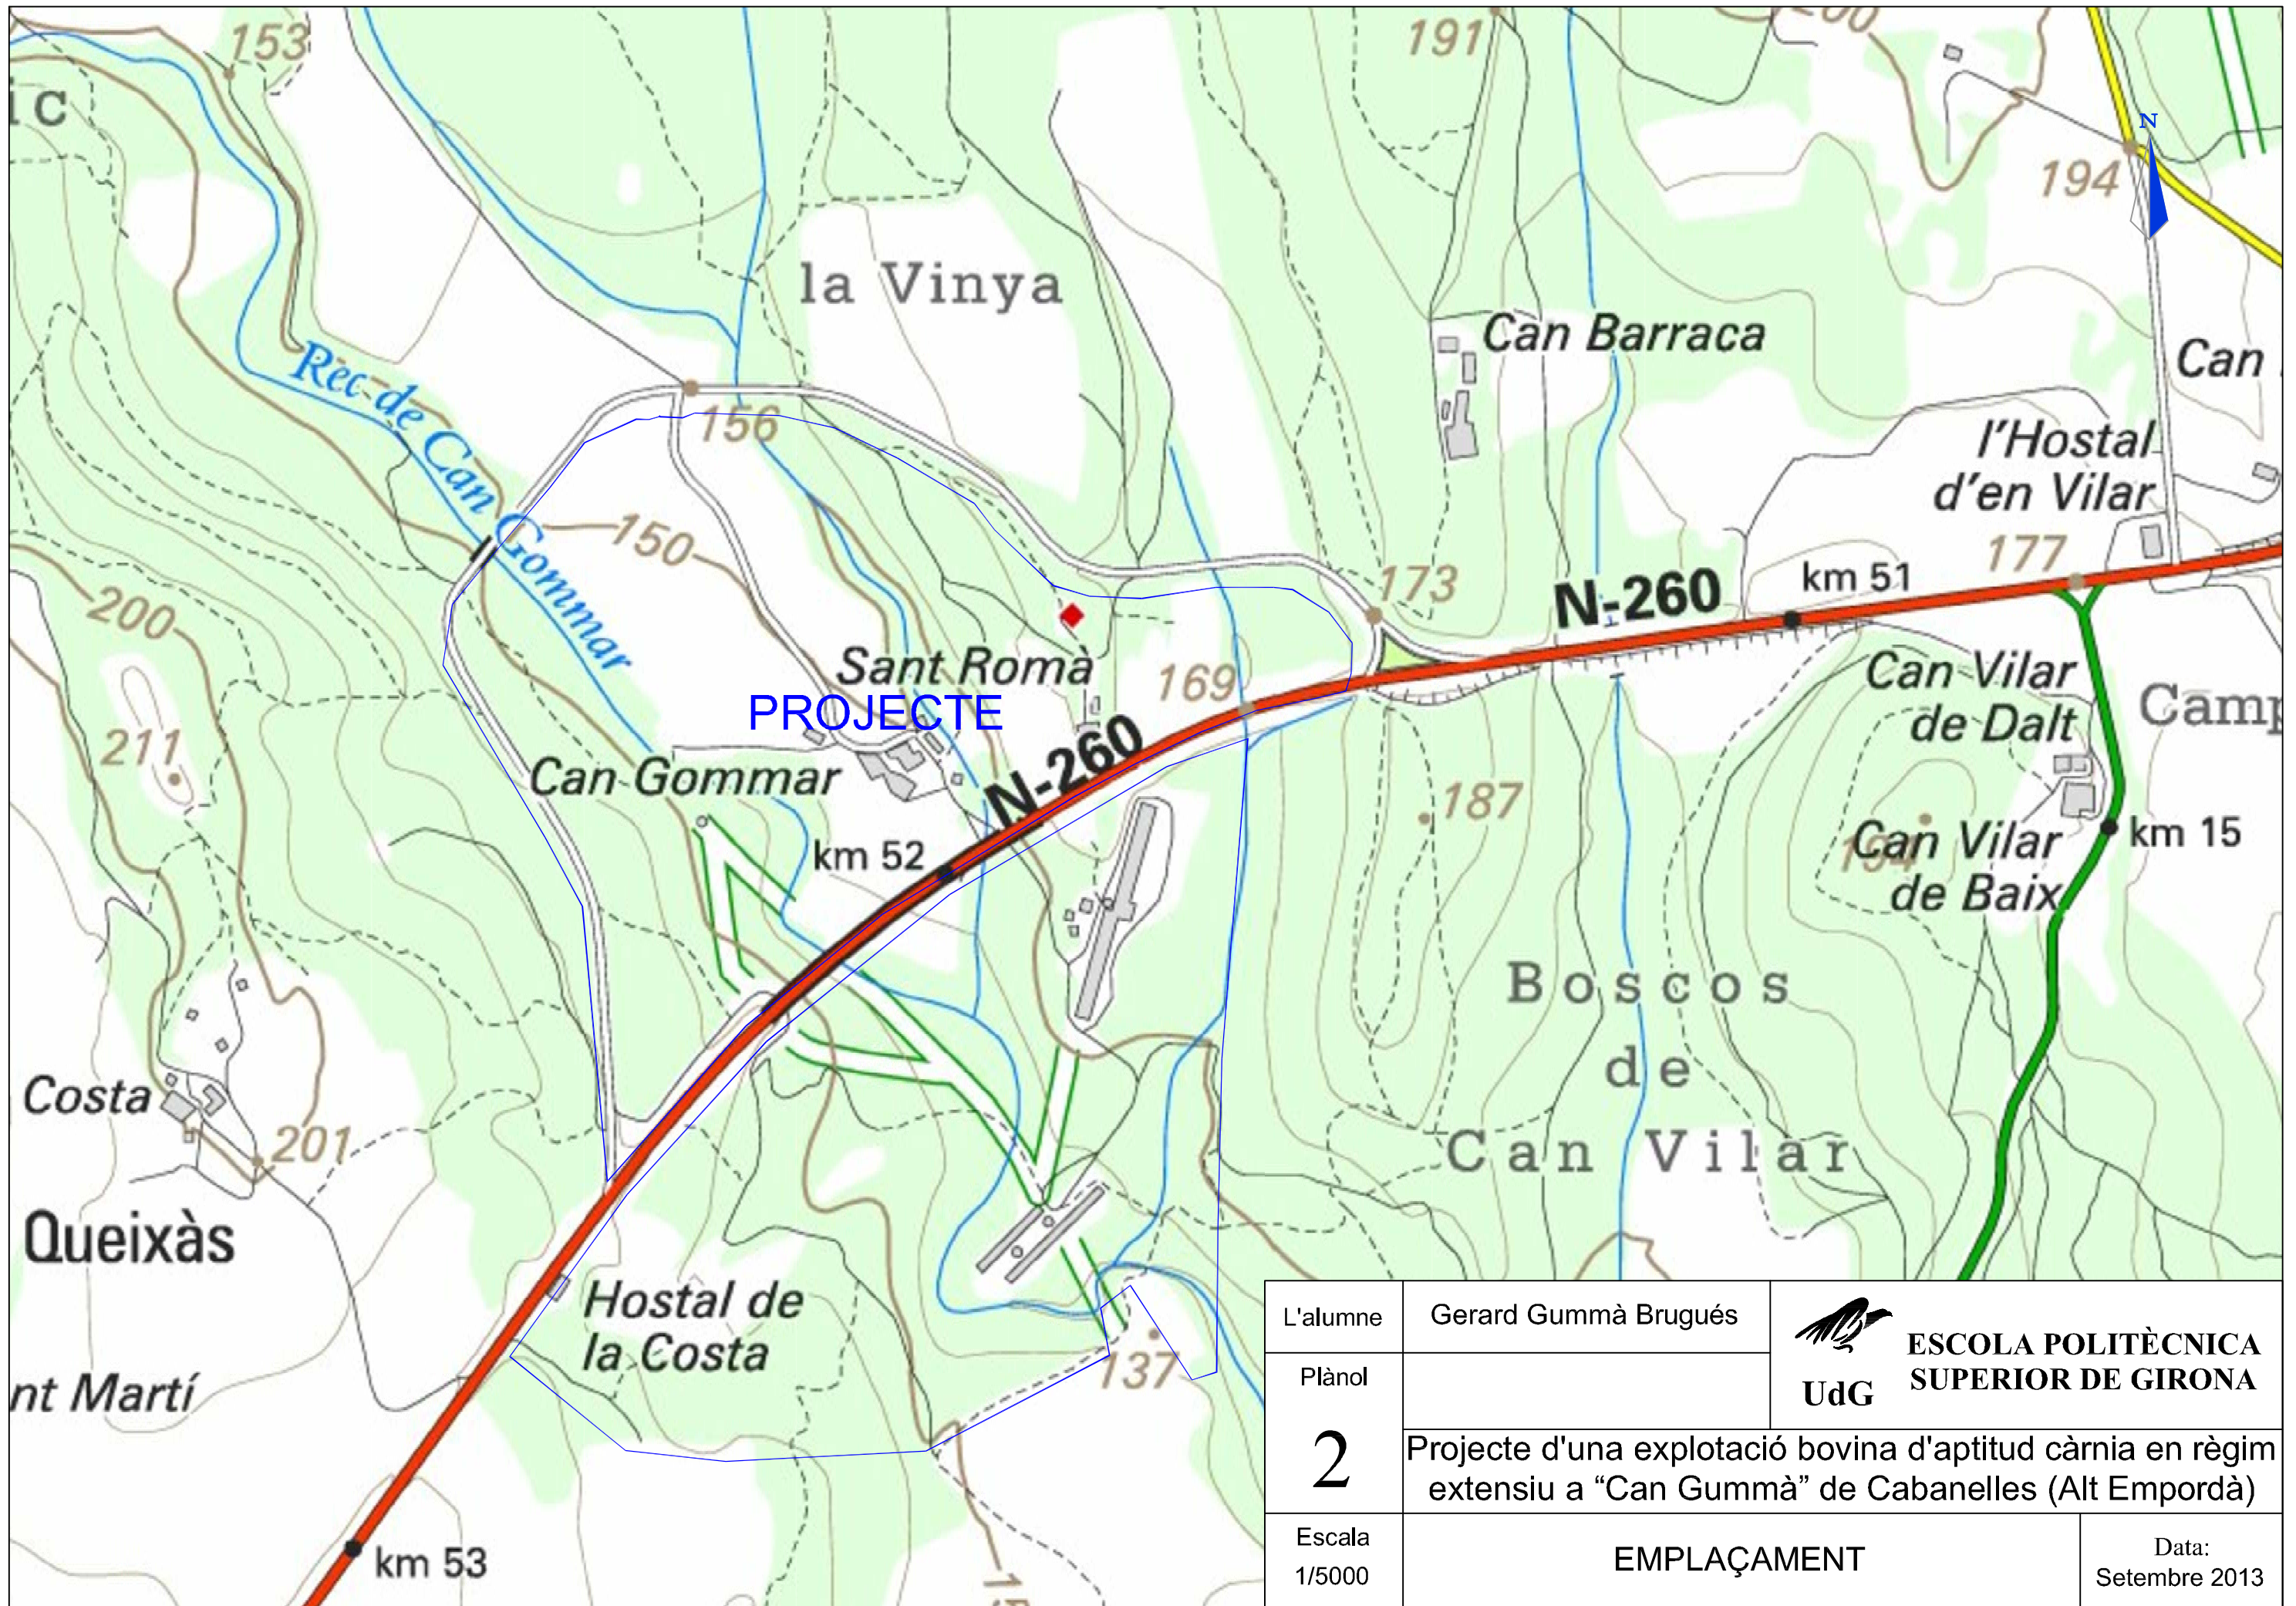 153
191
200
ic
N
194
la Vinya
Can Barraca
Can
Rec de Can Gommar
156
l'Hostal
d'en Vilar
150
177
173
N-260
km 51
200
Sant Romà
169
Can Vilar
de Dalt
Camp
PROJECTE
211
Can Gommar
N-260
187
km 52
194
Can Vilar
de Baix
km 15
Boscos
de
Can Vilar
Costa
201
Queixàs
Hostal de
la Costa
137
nt Martí
km 53
L'alumne
Gerard Gummà Brugués
UdG
ESCOLA POLITÈCNICA
SUPERIOR DE GIRONA
Plànol
2
Projecte d'una explotació bovina d'aptitud càrnia en règim
extensiu a “Can Gummà” de Cabanelles (Alt Empordà)
Escala
1/5000
EMPLAÇAMENT
Data:
Setembre 2013